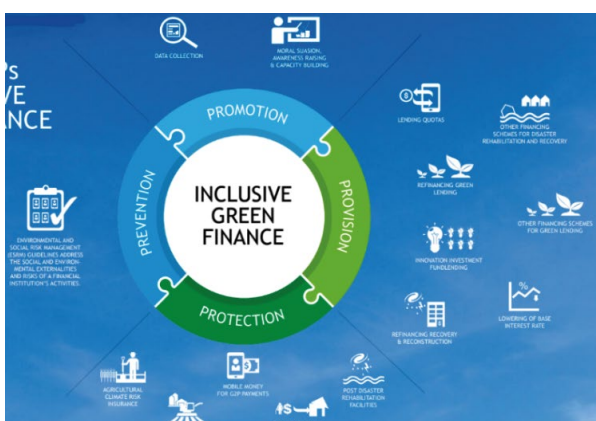 Ps
VE
NCE
DATA COLLECTION
MORAL SUASION,
AWARENESS RAISING
& CAPACITY BUILDING
PROMOTION
PREVENTION
PROVISION
PROTECTION
INCLUSIVE
GREEN
FINANCE
LENDING QUOTAS
OTHER FINANCING
SCHEMES FOR DISASTER
REHABILITATION AND RECOVERY
REFINANCING GREEN
LENDING
OTHER FINANCING SCHEMES
FOR GREEN LENDING
INNOVATION INVESTMENT
FUNDLENDING
%
LOWERING OF BASE
INTEREST RATE
REFINANCING RECOVERY
& RECONSTRUCTION
ENVIRONMENTAL AND
SOCIAL RISK MANAGEMENT
(ESRM) GUIDELINES ADDRESS
THE SOCIAL AND ENVIRON-
MENTAL EXTERNALITIES
AND RISKS OF A FINANCIAL
INSTITUTION'S ACTIVITIES.
AGRICULTURAL
CLIMATE RISK
INSURANCE
$
MOBILE MONEY
FOR G2P PAYMENTS
POST DISASTER
REHABILITATION
FACILITIES
$